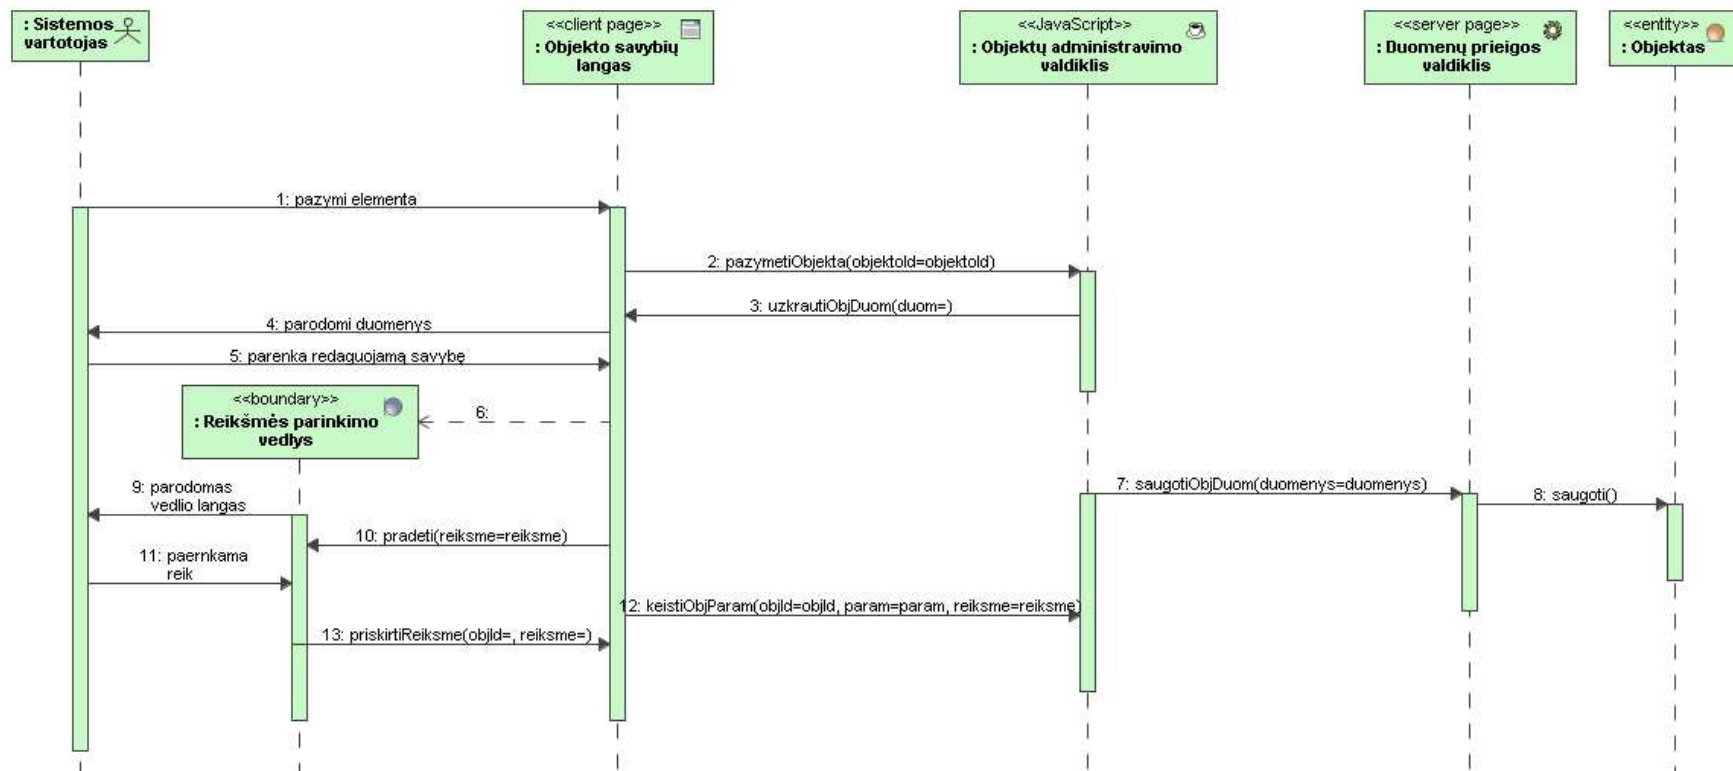 : Sistemos
vartotojas
<<client page>>
: Objekto savybių
langas
<<JavaScript>>
: Objektų administravimo
valdiklis
<<server page>>
: Duomenų prieigos
valdiklis
<<entity>>
: Objektas
1: pazymi elementa
2: pazymetiObjekta(objektoId=objektoId)
3: uzkrautiObjDuom(duom=)
4: parodomi duomenys
5: parenka redaguojamą savybę
<<boundary>>
: Reikšmės parinkimo
vedlys
6:
7: saugotiObjDuom(duomenys=duomenys)
8: saugoti()
9: parodomas
vedlio langas
10: pradeti(reiksme=reiksme)
11: paernkama
reik
12: keistiObjParam(objId=objId, param=param, reiksme=reiksme)
13: priskirtiReiksme(objId=, reiksme=)